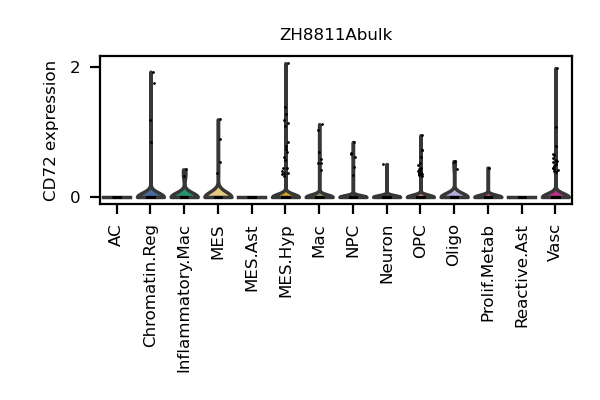 ZH8811Abulk
CD72 expression
2
0
AC
Chromatin.Reg
Inflammatory.Mac
MES
MES.Ast
MES.Hyp
Mac
NPC
Neuron
OPC
Oligo
Prolif.Metab
Reactive.Ast
Vasc